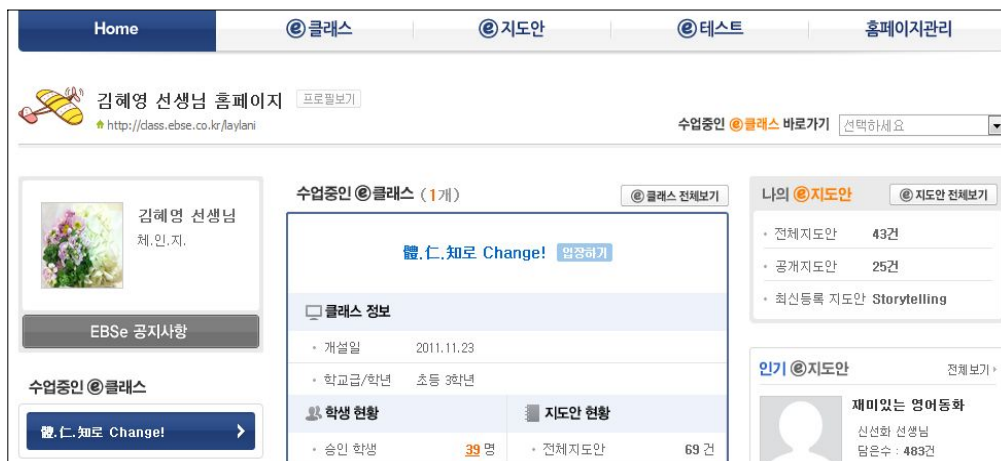 Home ⓔ클래스 ⓔ지도안 ⓔ테스트 홈페이지관리
김혜영 선생님 홈페이지 프로필보기
http://class.ebse.co.kr/laylani
수업중인 ⓔ클래스 바로가기 선택하세요
김혜영 선생님
체.인.지.
EBSe 공지사항
수업중인 ⓔ클래스
體.仁.知로 Change!
수업중인 ⓔ클래스 (1개) ⓔ클래스 전체보기
體.仁.知로 Change! 입장하기
클래스 정보
· 개설일 2011.11.23
· 학교급/학년 초등 3학년
학생 현황 지도안 현황
· 승인 학생 39 명 · 전체지도안 69 건
나의 ⓔ지도안 ⓔ지도안 전체보기
· 전체지도안 43건
· 공개지도안 25건
· 최신등록 지도안 Storytelling
인기 ⓔ지도안 전체보기
재미있는 영어동화
신선화 선생님
담은수 : 483건